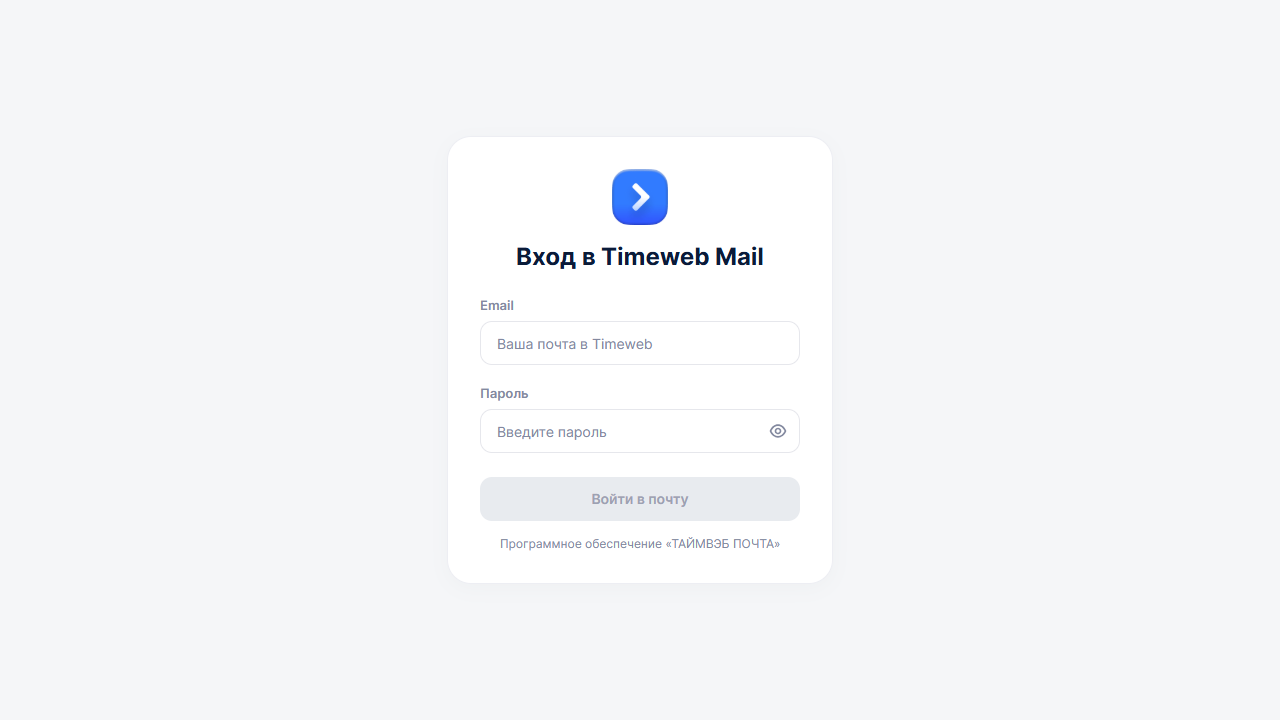 Вход в Timeweb Mail
Email
Ваша почта в Timeweb
Пароль
Введите пароль
Войти в почту
Программное обеспечение «ТАЙМВЭБ ПОЧТА»